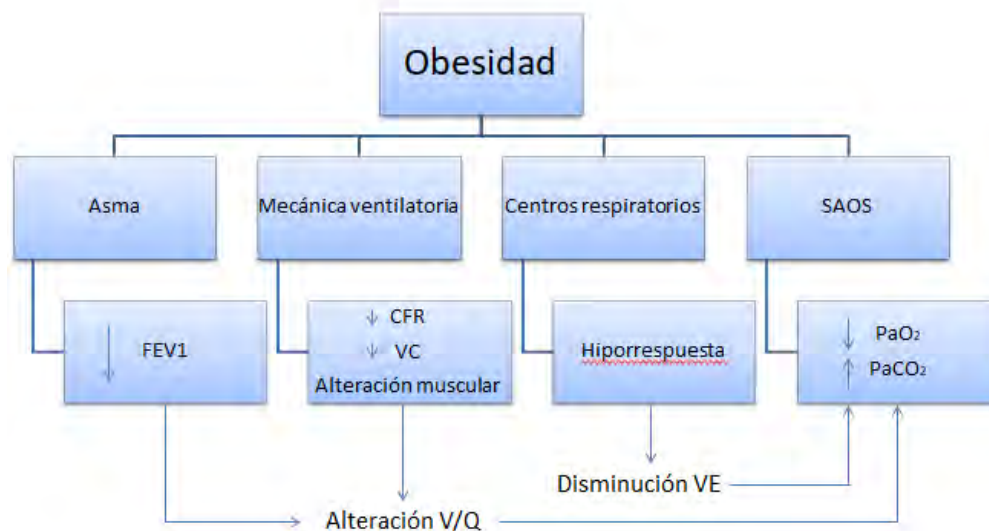 Obesidad
Asma
Mecánica ventilatoria
Centros respiratorios
SAOS
FEV1
↓ CFR
↓ VC
Alteración muscular
Hiporrespuesta
↓ PaO₂
↑ PaCO₂
Disminución VE
Alteración V/Q